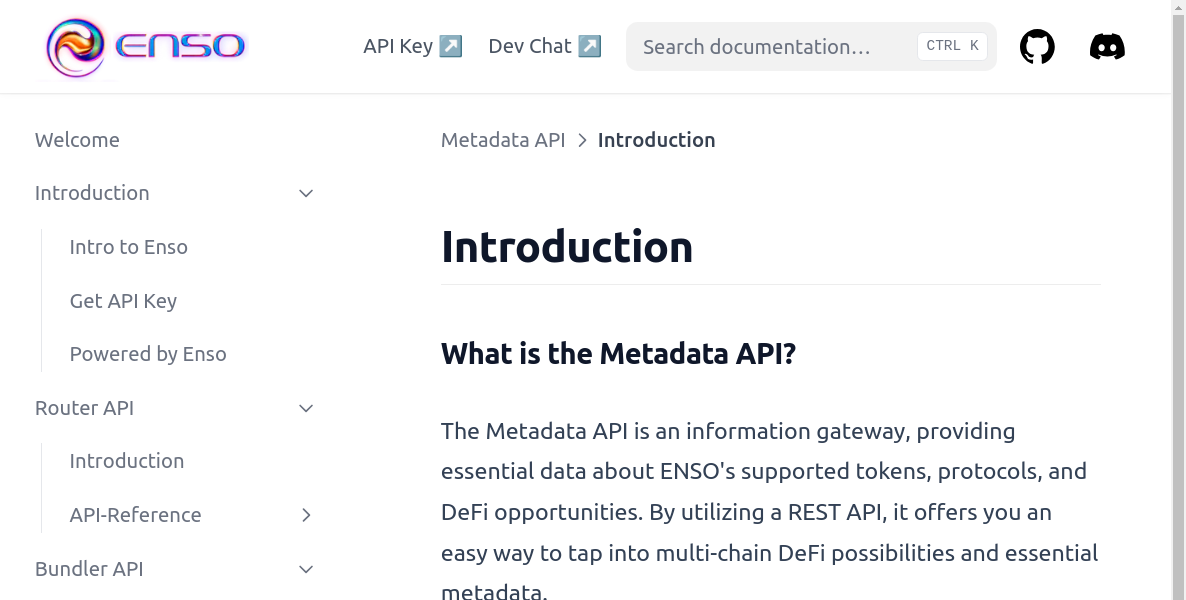 ENSO
API Key ↗
Dev Chat ↗
Search documentation…
CTRL K
Welcome
Introduction
Intro to Enso
Get API Key
Powered by Enso
Router API
Introduction
API-Reference
Bundler API
Metadata API > Introduction
Introduction
What is the Metadata API?
The Metadata API is an information gateway, providing
essential data about ENSO's supported tokens, protocols, and
DeFi opportunities. By utilizing a REST API, it offers you an
easy way to tap into multi-chain DeFi possibilities and essential
metadata.